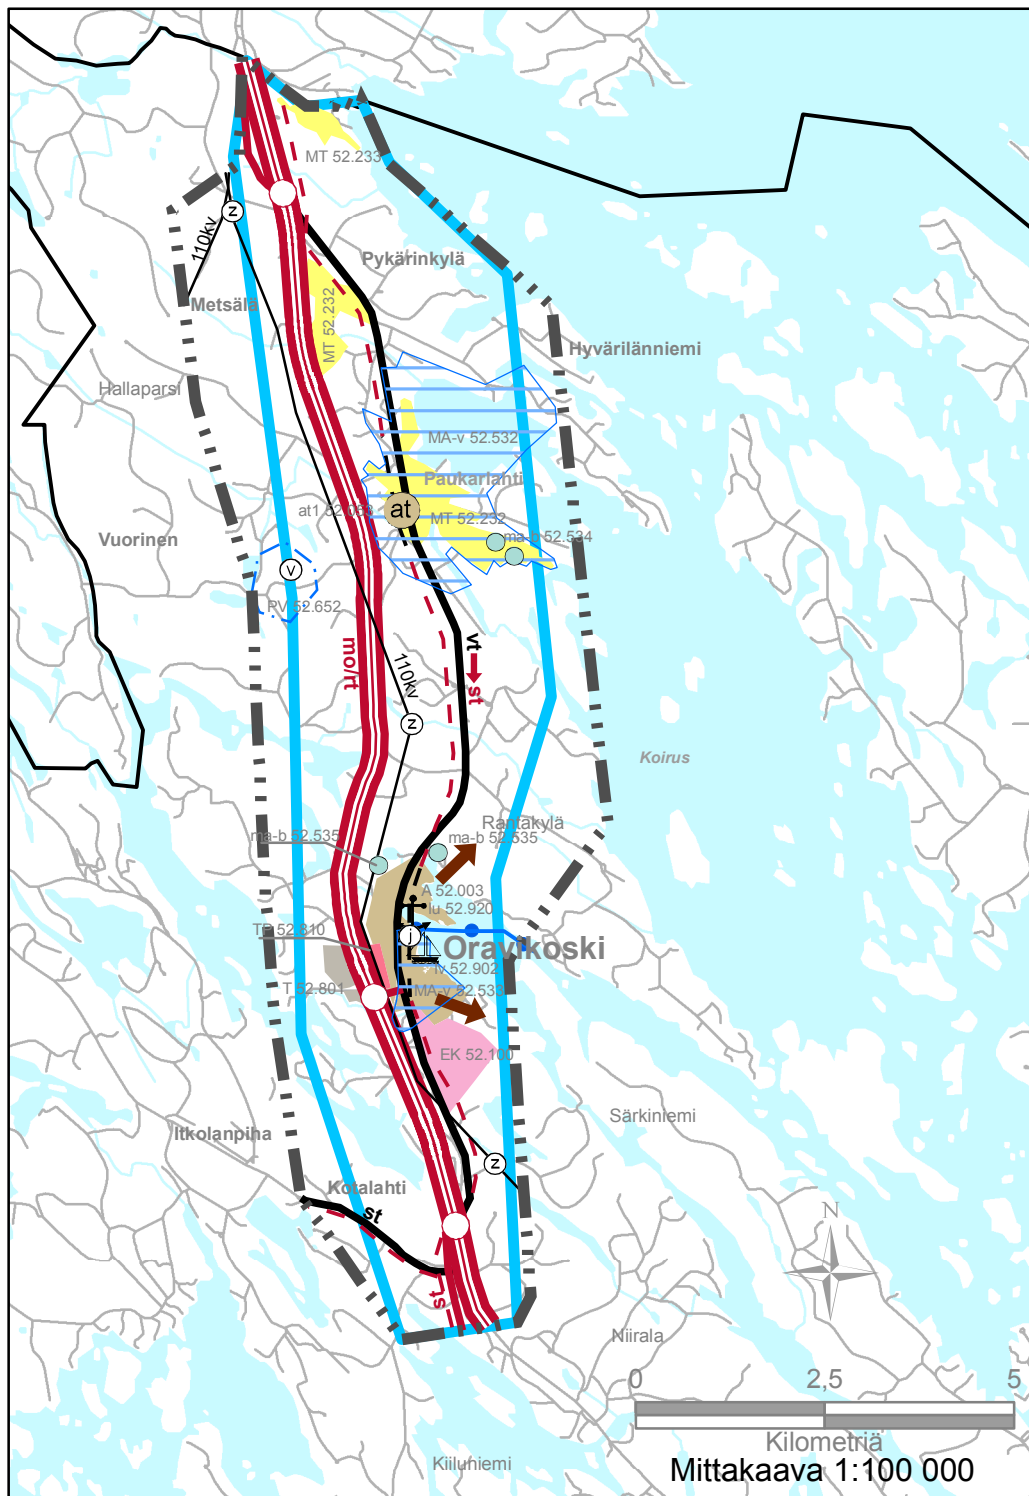 MT 52.233
z
110kv
Pykärinkylä
Metsälä
MT 52.232
Hyvärilänniemi
Hallaparsi
MA-v 52.532
Paukarlahti
at1 52.053
at
MT 52.232
ma-b 52.534
Vuorinen
v
PV 52.652
mo/rt
vt
st
110kv
z
Koirus
Rantakylä
ma-b 52.535
ma-b 52.535
A 52.003
lu 52.920
TP 52.810
j
Oravikoski
lv 52.902
T 52.801
MA-v 52.533
EK 52.100
Särkiniemi
Itkolanpiha
z
Kotalahti
st
N
st
Niirala
0 2,5 5
Kilometriä
Kiiluniemi
Mittakaava 1:100 000